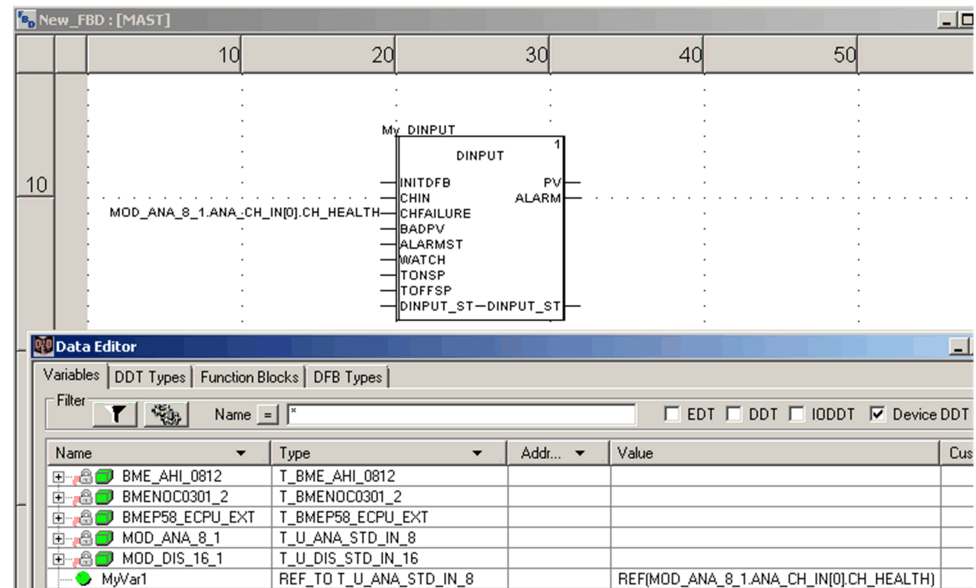 New_FBD : [MAST]
10 20 30 40 50
My_DINPUT
1
DINPUT
10
INITDFB PV
CHIN ALARM
MOD_ANA_8_1.ANA_CH_IN[0].CH_HEALTH CHFAILURE
BADPV
ALARMST
WATCH
TONSP
TOFFSP
DINPUT_ST DINPUT_ST
Data Editor
Variables DDT Types Function Blocks DFB Types
Filter
Name = * EDT DDT IODDT Device DDT
Name Type Addr... Value Cus
BME_AHI_0812 T_BME_AHI_0812
BMENOC0301_2 T_BMENOC0301_2
BMEP58_ECPU_EXT T_BMEP58_ECPU_EXT
MOD_ANA_8_1 T_U_ANA_STD_IN_8
MOD_DIS_16_1 T_U_DIS_STD_IN_16
MyVar1 REF_TO T_U_ANA_STD_IN_8 REF(MOD_ANA_8_1.ANA_CH_IN[0].CH_HEALTH)